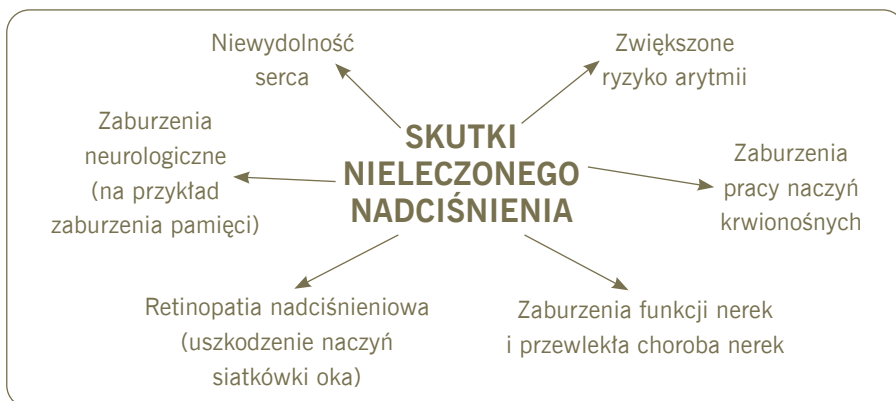 Niewydolność
serca
Zwiększone
ryzyko arytmii
Zaburzenia
neurologiczne
(na przykład
zaburzenia pamięci)
SKUTKI
NIELECZONEGO
NADCIŚNIENIA
Zaburzenia
pracy naczyń
krwionośnych
Retinopatia nadciśnieniowa
(uszkodzenie naczyń
siatkówki oka)
Zaburzenia funkcji nerek
i przewlekła choroba nerek